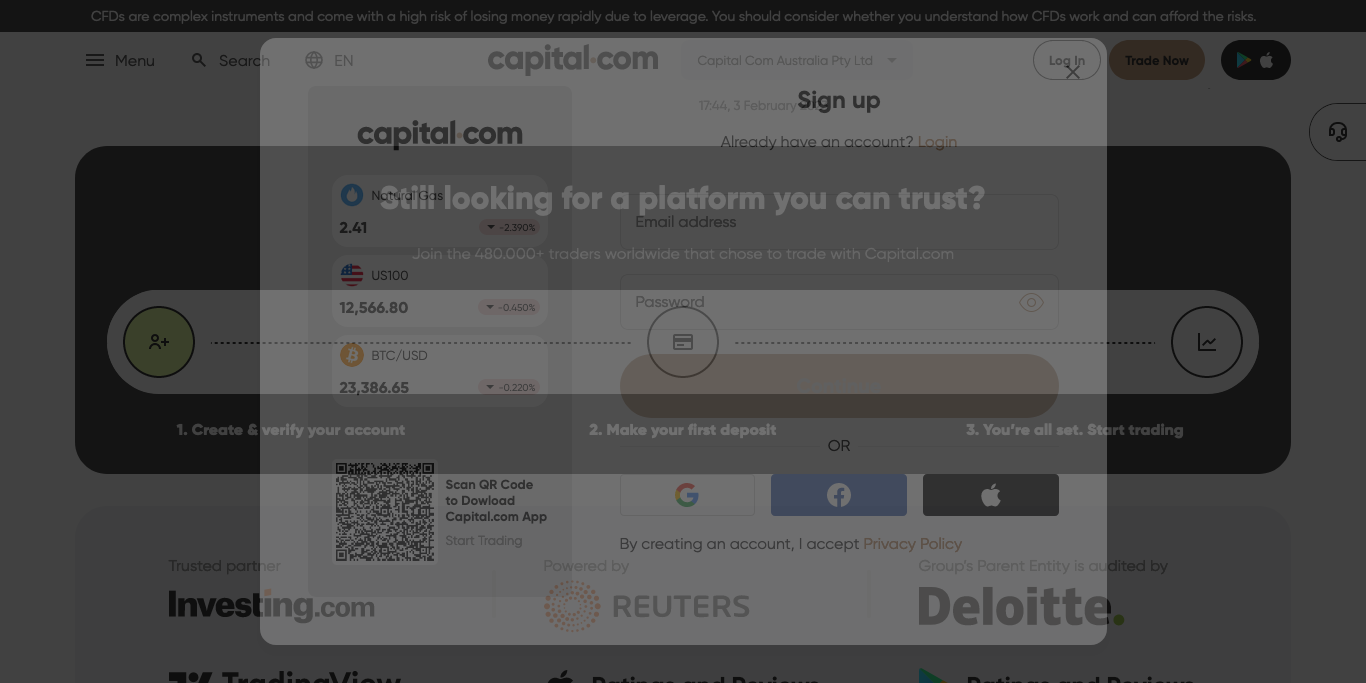 CFDs are complex instruments and come with a high risk of losing money rapidly due to leverage. You should consider whether you understand how CFDs work and can afford the risks.
Menu
Search
EN
capital.com
Capital Com Australia Pty Ltd
Log In
Trade Now
17:44, 3 February
Sign up
Already have an account? Login
capital.com
Still looking for a platform you can trust?
Join the 480.000+ traders worldwide that chose to trade with Capital.com
Natural Gas
2.41
-2.390%
US100
12,566.80
-0.450%
BTC/USD
23,386.65
-0.220%
Email address
Password
1. Create & verify your account
2. Make your first deposit
3. You're all set. Start trading
OR
Scan QR Code
to Dowload
Capital.com App
Start Trading
By creating an account, I accept Privacy Policy
Trusted partner
Investing.com
Powered by
REUTERS
Group's Parent Entity is audited by
Deloitte.
TradingView
Ratings and Reviews
Ratings and Reviews